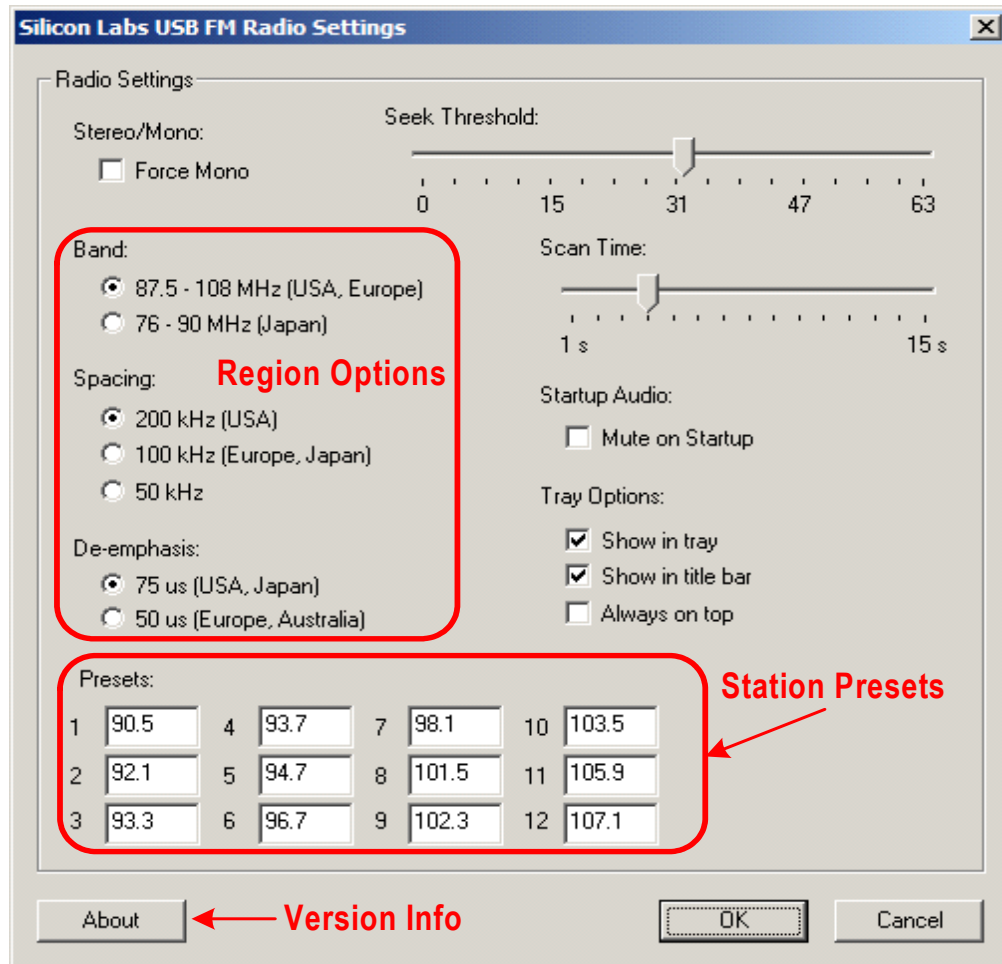 Silicon Labs USB FM Radio Settings
Radio Settings
Stereo/Mono:
Force Mono
Seek Threshold:
0 15 31 47 63
Band:
87.5 - 108 MHz (USA, Europe)
76 - 90 MHz (Japan)
Region Options
Spacing:
200 kHz (USA)
100 kHz (Europe, Japan)
50 kHz
De-emphasis:
75 us (USA, Japan)
50 us (Europe, Australia)
Scan Time:
1 s 15 s
Startup Audio:
Mute on Startup
Tray Options:
Show in tray
Show in title bar
Always on top
Presets:
1 90.5 4 93.7 7 98.1 10 103.5
2 92.1 5 94.7 8 101.5 11 105.9
3 93.3 6 96.7 9 102.3 12 107.1
Station Presets
About
Version Info
OK
Cancel